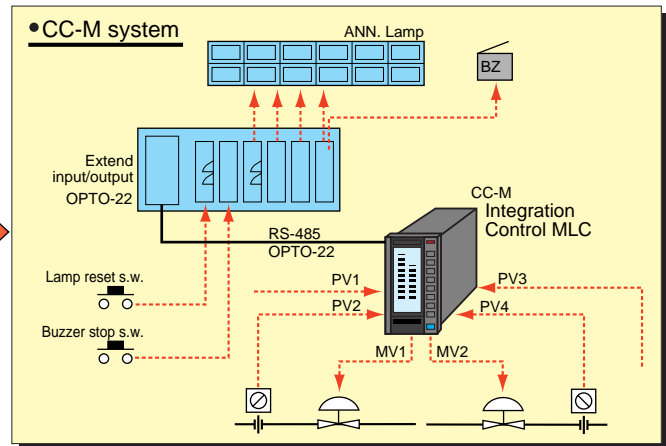 •CC-M system
ANN. Lamp
BZ
Extend
input/output
OPTO-22
CC-M
Integration
Control MLC
RS-485
OPTO-22
Lamp reset s.w.
PV1
PV3
PV2
PV4
Buzzer stop s.w.
MV1
MV2